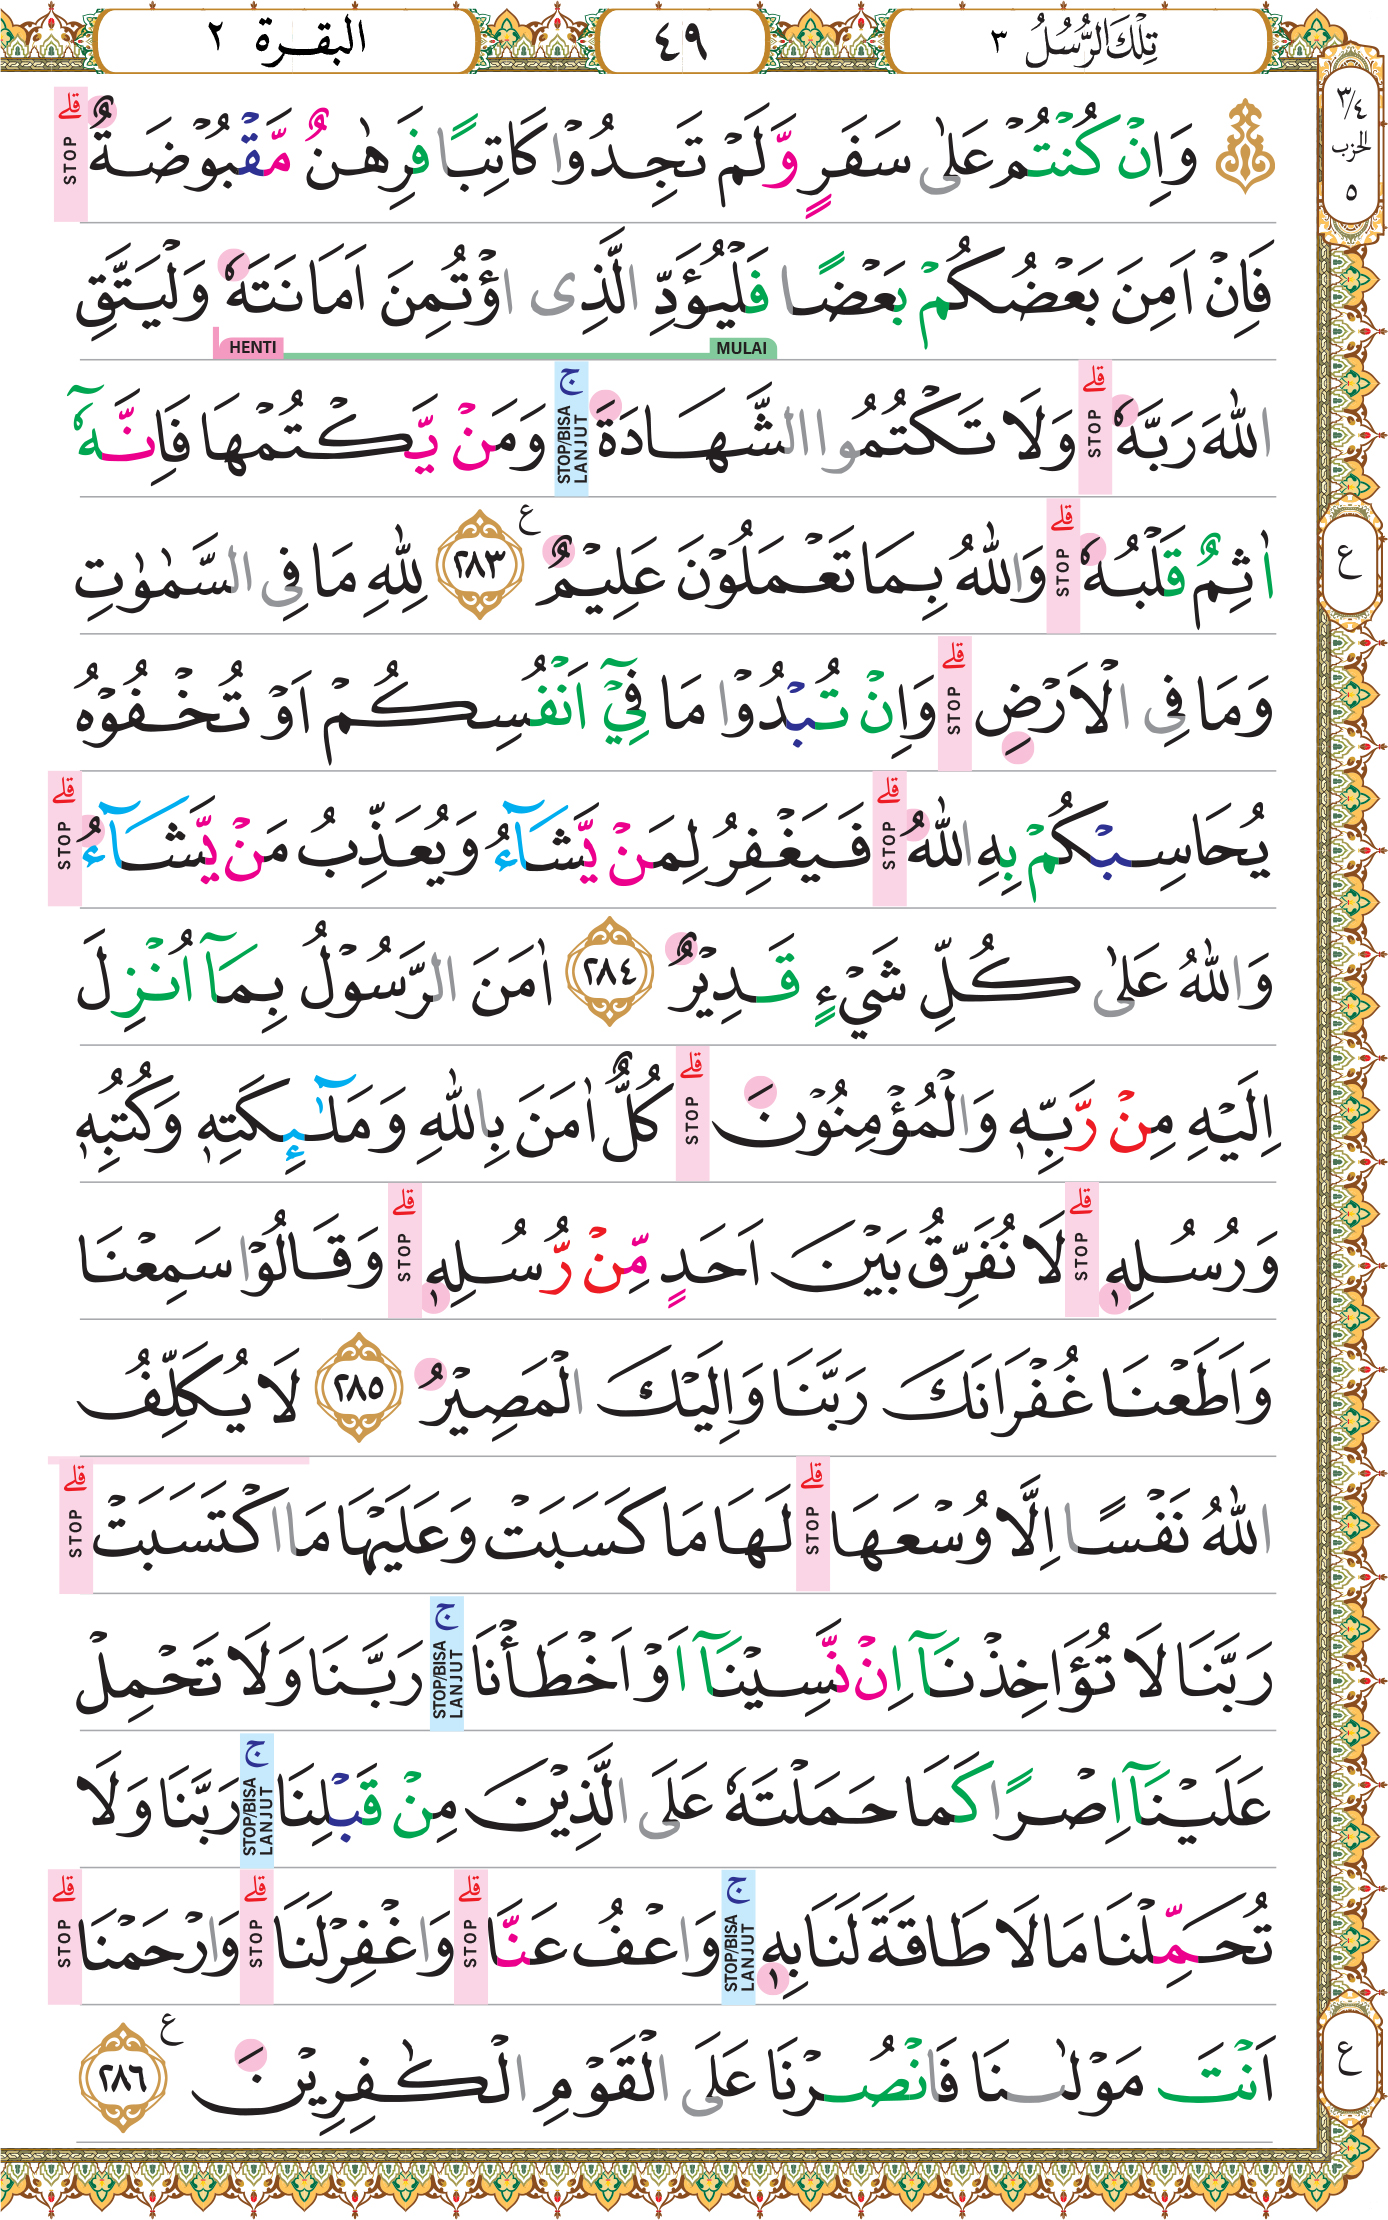 تِلْكَ الرُّسُلُ ٣
٤٩
البقـرة ٢
٣/٤
الحزب
٥
وَاِنْ كُنْتُمْ عَلٰى سَفَرٍ وَّلَمْ تَجِدُوْا كَاتِبًا فَرِهٰنٌ مَّقْبُوْضَةٌ ۗ
قلے STOP
فَاِنْ اَمِنَ بَعْضُكُمْ بَعْضًا فَلْيُؤَدِّ الَّذِى اؤْتُمِنَ اَمَانَتَهٗ وَلْيَتَّقِ
MULAI HENTI
اللّٰهَ رَبَّهٗ ۗ وَلَا تَكْتُمُوا الشَّهَادَةَ ۚ وَمَنْ يَّكْتُمْهَا فَاِنَّهٗٓ
قلے STOP ج STOP/BISA LANJUT
اٰثِمٌ قَلْبُهٗ ۗ وَاللّٰهُ بِمَا تَعْمَلُوْنَ عَلِيْمٌ ع ٢٨٣ لِلّٰهِ مَا فِى السَّمٰوٰتِ
قلے STOP
ع
وَمَا فِى الْاَرْضِ ۗ وَاِنْ تُبْدُوْا مَا فِيْٓ اَنْفُسِكُمْ اَوْ تُخْفُوْهُ
قلے STOP
يُحَاسِبْكُمْ بِهِ اللّٰهُ ۗ فَيَغْفِرُ لِمَنْ يَّشَاۤءُ وَيُعَذِّبُ مَنْ يَّشَاۤءُ ۗ
قلے STOP قلے STOP
وَاللّٰهُ عَلٰى كُلِّ شَيْءٍ قَدِيْرٌ ٢٨٤ اٰمَنَ الرَّسُوْلُ بِمَآ اُنْزِلَ
اِلَيْهِ مِنْ رَّبِّهٖ وَالْمُؤْمِنُوْنَ ۗ كُلٌّ اٰمَنَ بِاللّٰهِ وَمَلٰۤىِٕكَتِهٖ وَكُتُبِهٖ
قلے STOP
وَرُسُلِهٖ ۗ لَا نُفَرِّقُ بَيْنَ اَحَدٍ مِّنْ رُّسُلِهٖ ۗ وَقَالُوْا سَمِعْنَا
قلے STOP قلے STOP
وَاَطَعْنَا غُفْرَانَكَ رَبَّنَا وَاِلَيْكَ الْمَصِيْرُ ٢٨٥ لَا يُكَلِّفُ
اللّٰهُ نَفْسًا اِلَّا وُسْعَهَا ۗ لَهَا مَا كَسَبَتْ وَعَلَيْهَا مَا اكْتَسَبَتْ ۗ
قلے STOP قلے STOP
رَبَّنَا لَا تُؤَاخِذْنَآ اِنْ نَّسِيْنَآ اَوْ اَخْطَأْنَا ۚ رَبَّنَا وَلَا تَحْمِلْ
ج STOP/BISA LANJUT
عَلَيْنَآ اِصْرًا كَمَا حَمَلْتَهٗ عَلَى الَّذِيْنَ مِنْ قَبْلِنَا ۚ رَبَّنَا وَلَا
ج STOP/BISA LANJUT
تُحَمِّلْنَا مَا لَا طَاقَةَ لَنَا بِهٖ ۚ وَاعْفُ عَنَّا ۗ وَاغْفِرْ لَنَا ۗ وَارْحَمْنَا ۗ
ج STOP/BISA LANJUT قلے STOP قلے STOP قلے STOP
اَنْتَ مَوْلٰىنَا فَانْصُرْنَا عَلَى الْقَوْمِ الْكٰفِرِيْنَ ع ٢٨٦
ع